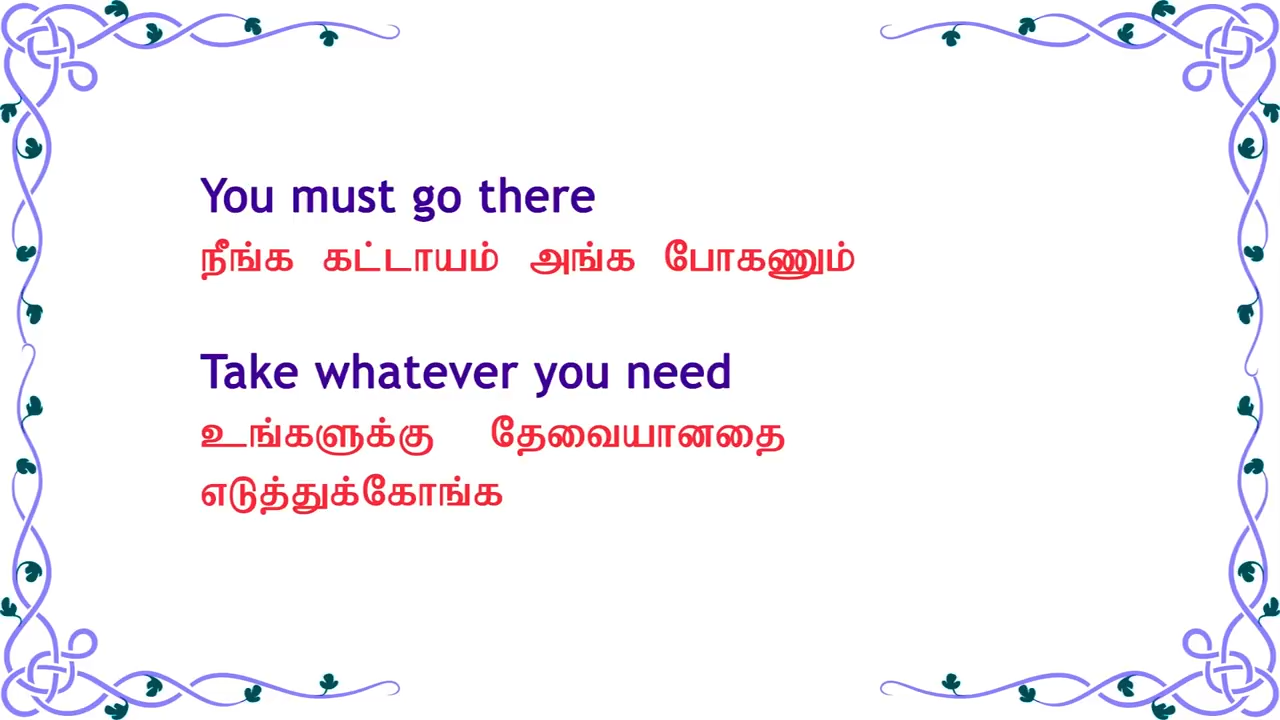 You must go there
நீங்க கட்டாயம் அங்க போகணும்
Take whatever you need
உங்களுக்கு தேவையானதை
எடுத்துக்கோங்க